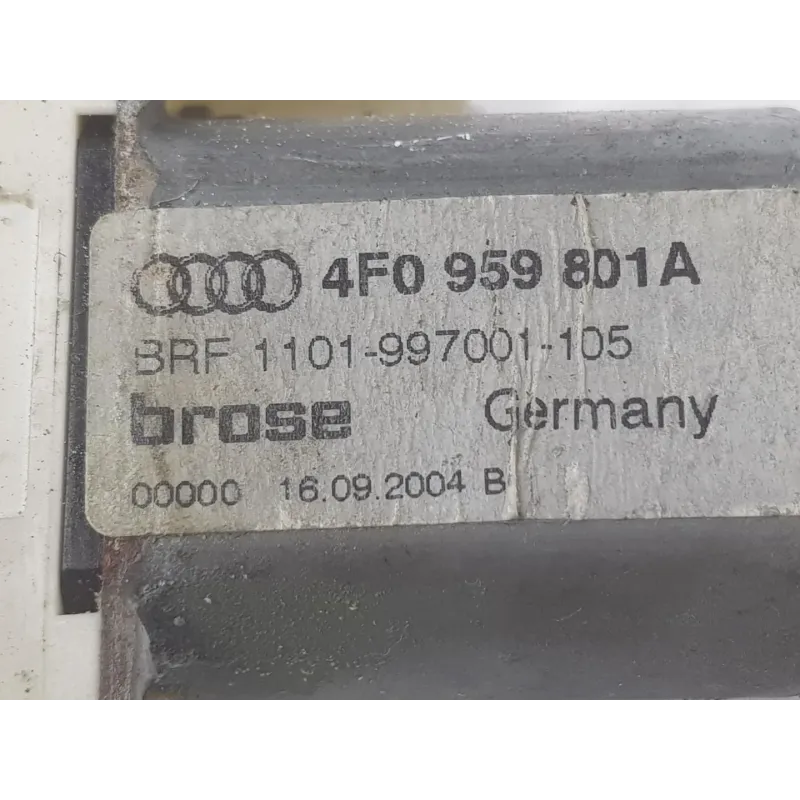 4F0 959 801A
BRF 1101-997001-105
brose Germany
00000 16.09.2004 B